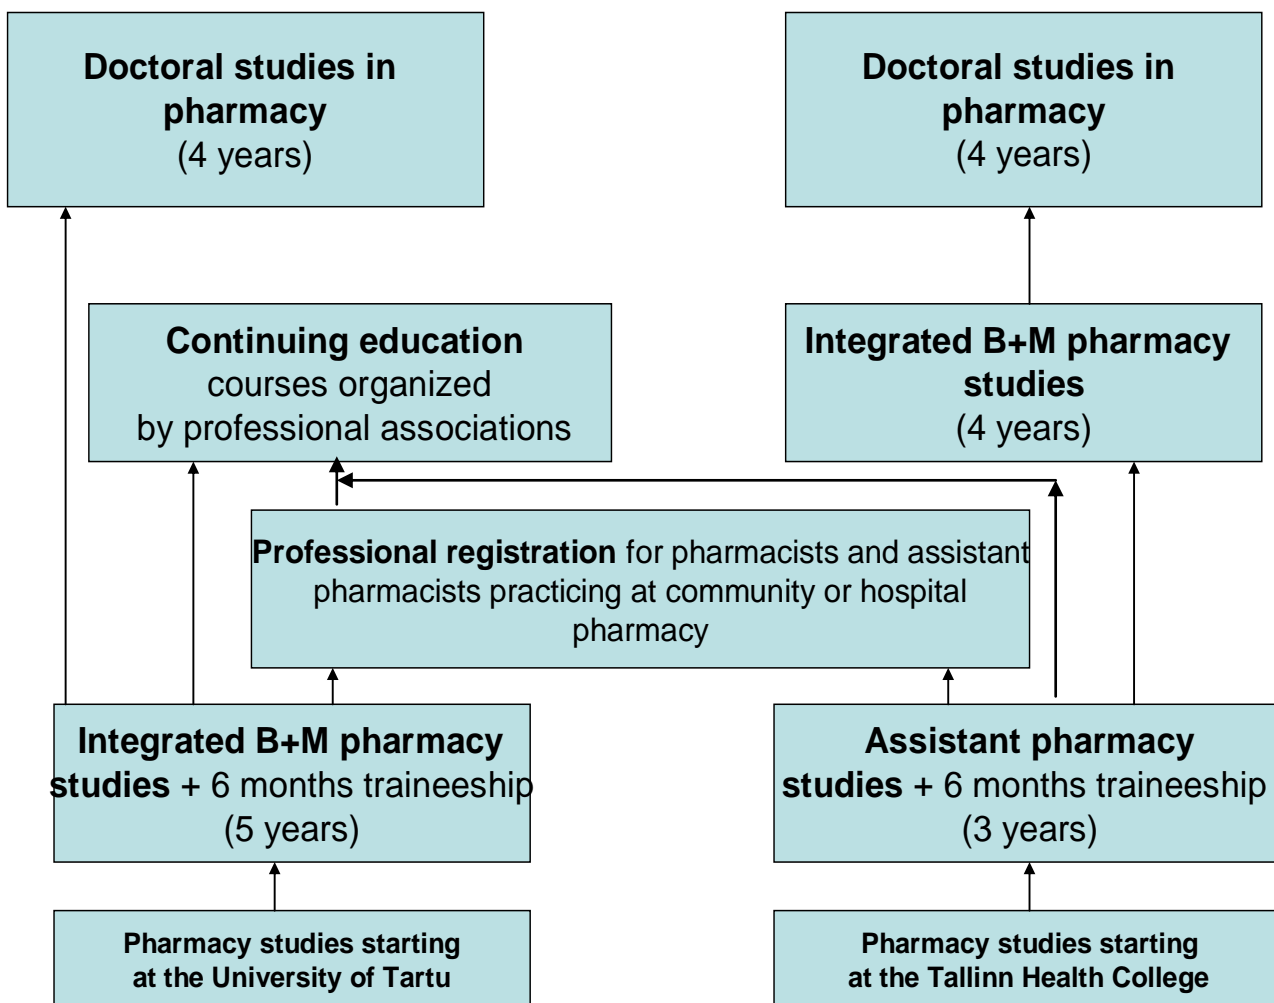 Doctoral studies in
pharmacy
(4 years)
Doctoral studies in
pharmacy
(4 years)
Continuing education
courses organized
by professional associations
Integrated B+M pharmacy
studies
(4 years)
Professional registration for pharmacists and assistant
pharmacists practicing at community or hospital
pharmacy
Integrated B+M pharmacy
studies + 6 months traineeship
(5 years)
Assistant pharmacy
studies + 6 months traineeship
(3 years)
Pharmacy studies starting
at the University of Tartu
Pharmacy studies starting
at the Tallinn Health College